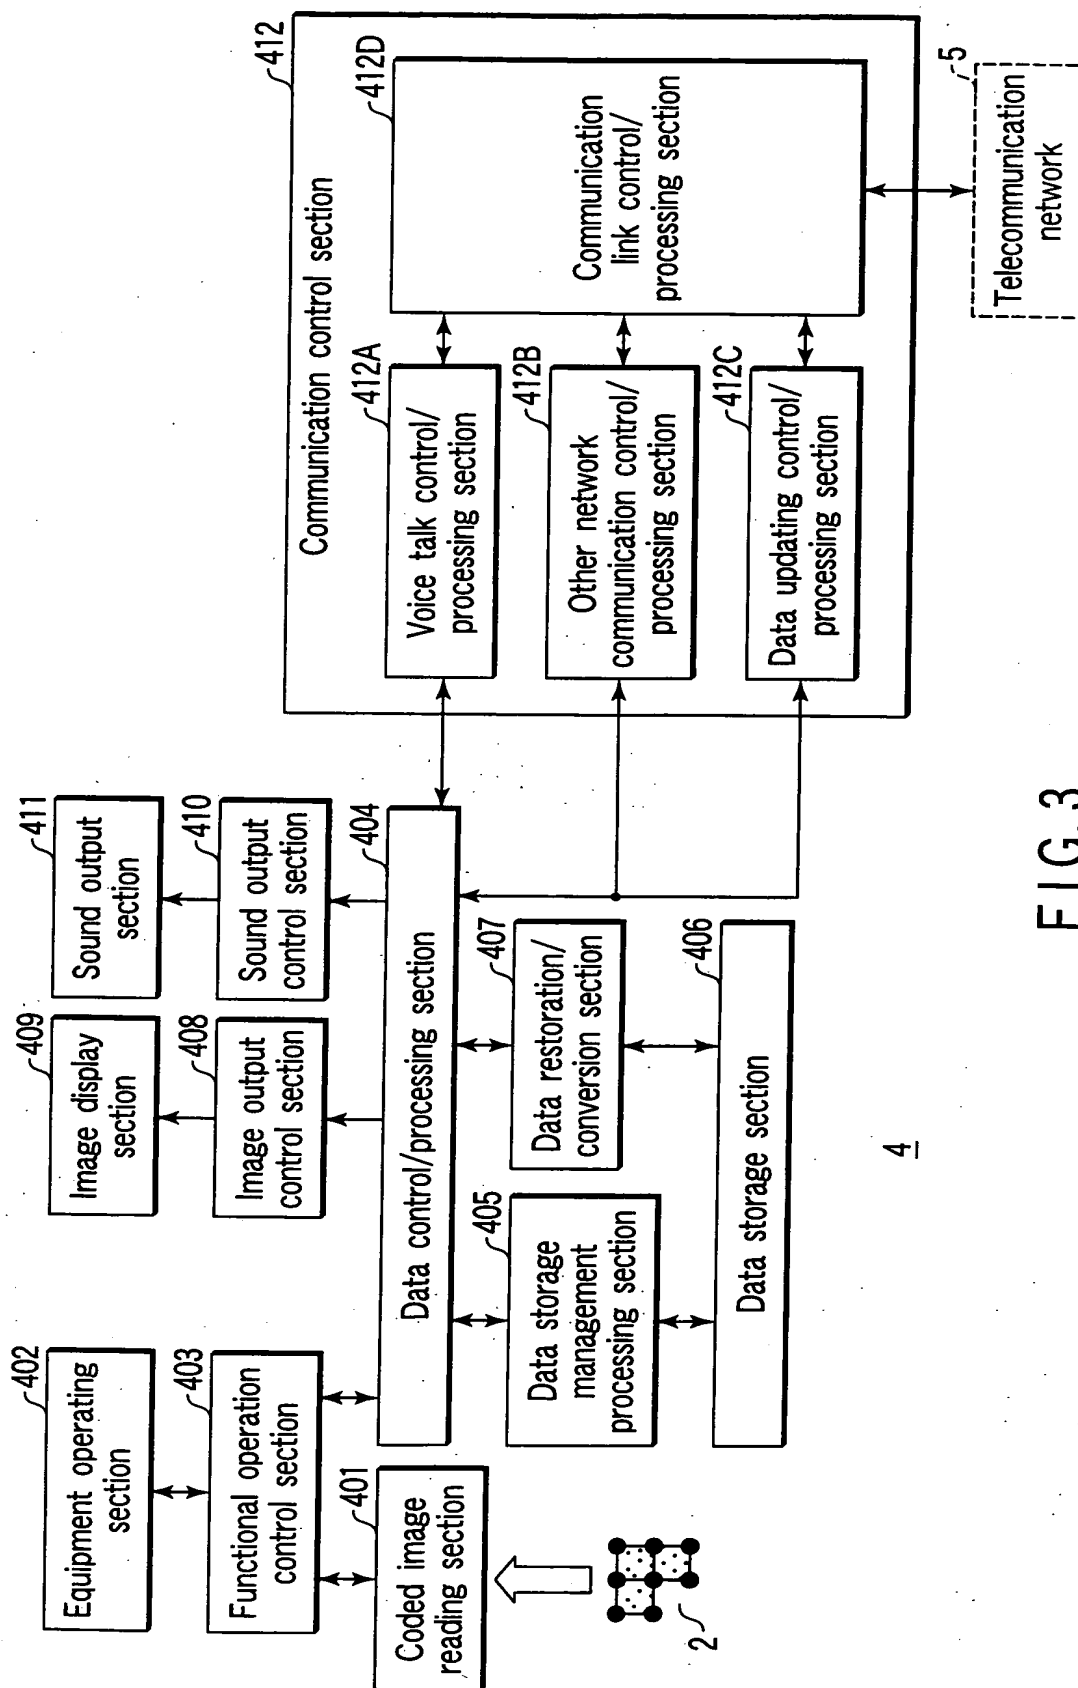 402
Equipment operating
section
403
Functional operation
control section
401
Coded image
reading section
2
409
Image display
section
408
Image output
control section
411
Sound output
section
410
Sound output
control section
404
Data control/processing section
405
Data storage
management
processing section
407
Data restoration/
conversion section
406
Data storage section
4
412
Communication control section
412A
Voice talk control/
processing section
412B
Other network
communication control/
processing section
412C
Data updating control/
processing section
412D
Communication
link control/
processing section
5
Telecommunication
network
FIG. 3